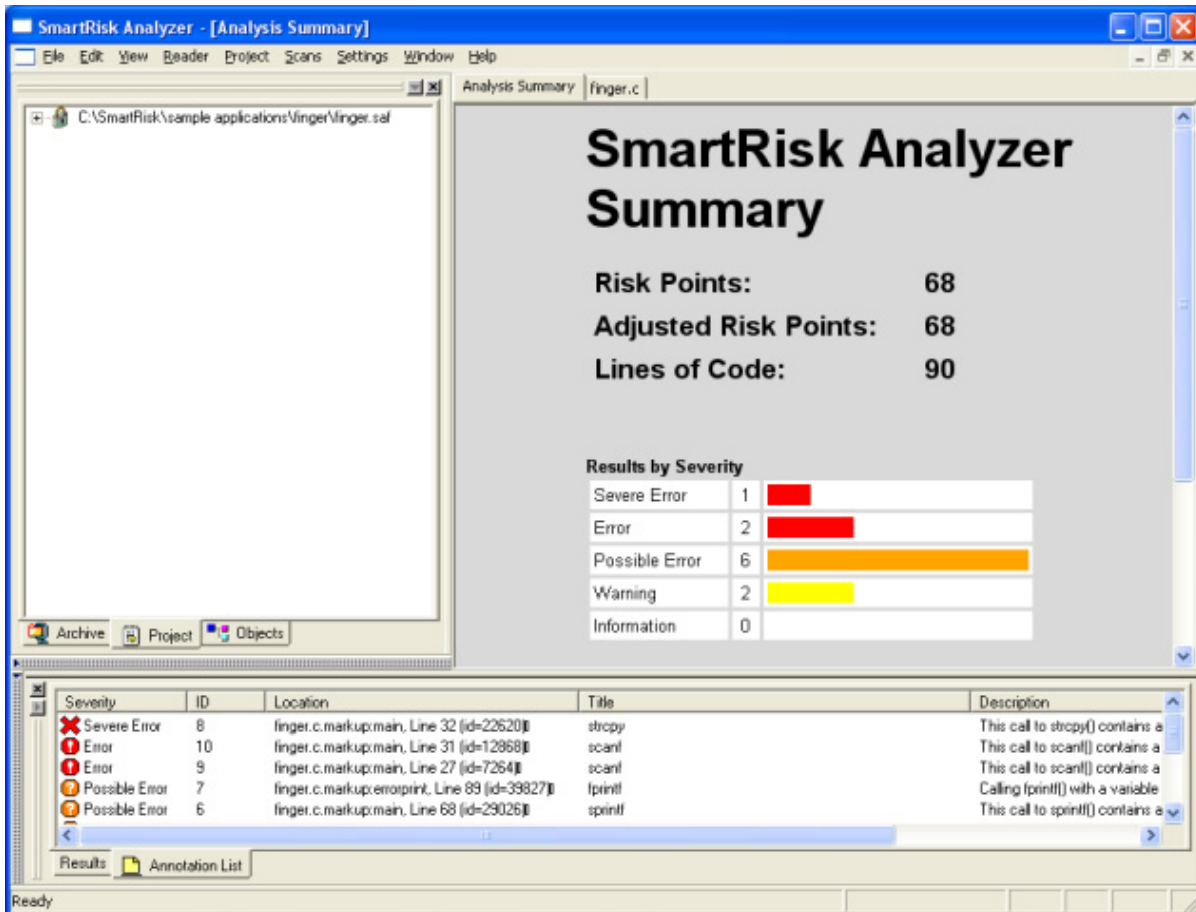 SmartRisk Analyzer - [Analysis Summary]
File Edit View Reader Project Scans Settings Window Help
Analysis Summary finger.c
C:\SmartRisk\sample applications\finger\finger.saf
SmartRisk Analyzer
Summary
Risk Points: 68
Adjusted Risk Points: 68
Lines of Code: 90
Results by Severity
Severe Error 1
Error 2
Possible Error 6
Warning 2
Information 0
Archive Project Objects
Severity ID Location Title Description
Severe Error 8 finger.c.markup:main, Line 32 (id=22620) strcpy This call to strcpy() contains a
Error 10 finger.c.markup:main, Line 31 (id=12868) scanf This call to scanf() contains a
Error 9 finger.c.markup:main, Line 27 (id=7264) scanf This call to scanf() contains a
Possible Error 7 finger.c.markup:errorprint, Line 89 (id=39827) fprintf Calling fprintf() with a variable
Possible Error 6 finger.c.markup:main, Line 68 (id=29026) sprintf This call to sprintf() contains a
Results Annotation List
Ready